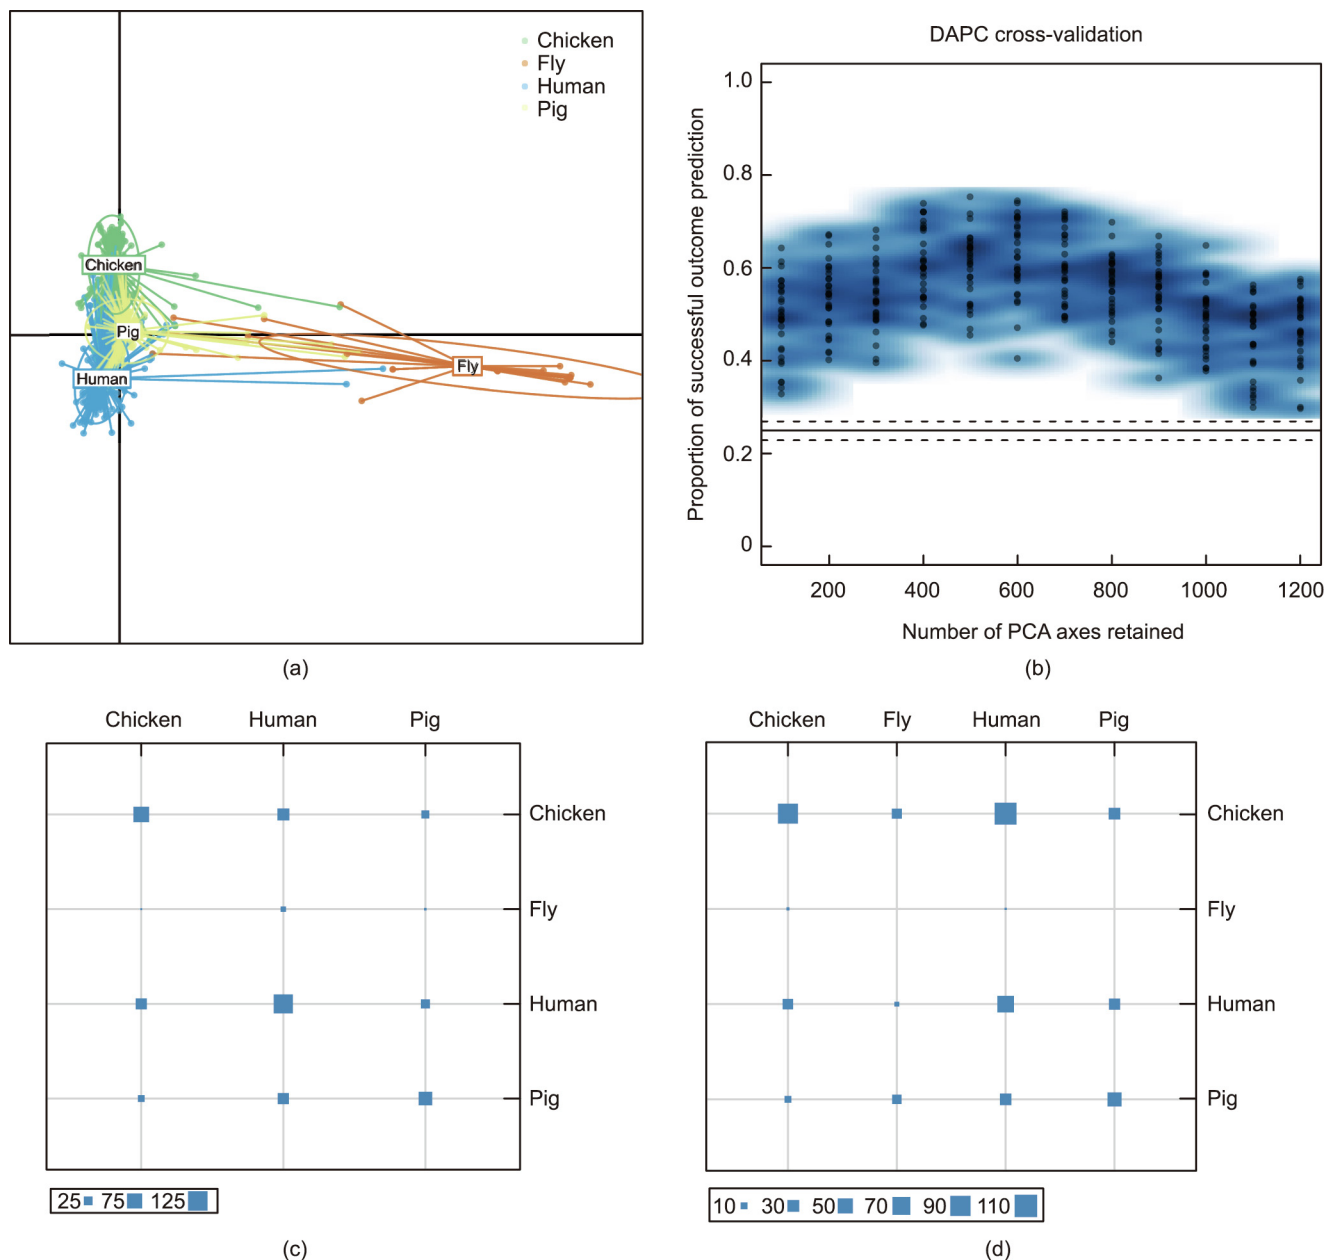 Chicken
Fly
Human
Pig
Chicken
Pig
Human
Fly
(a)
DAPC cross-validation
Proportion of successful outcome prediction
1.0
0.8
0.6
0.4
0.2
0
200 400 600 800 1000 1200
Number of PCA axes retained
(b)
Chicken Human Pig
Chicken
Fly
Human
Pig
25 75 125
(c)
Chicken Fly Human Pig
Chicken
Fly
Human
Pig
10 30 50 70 90 110
(d)